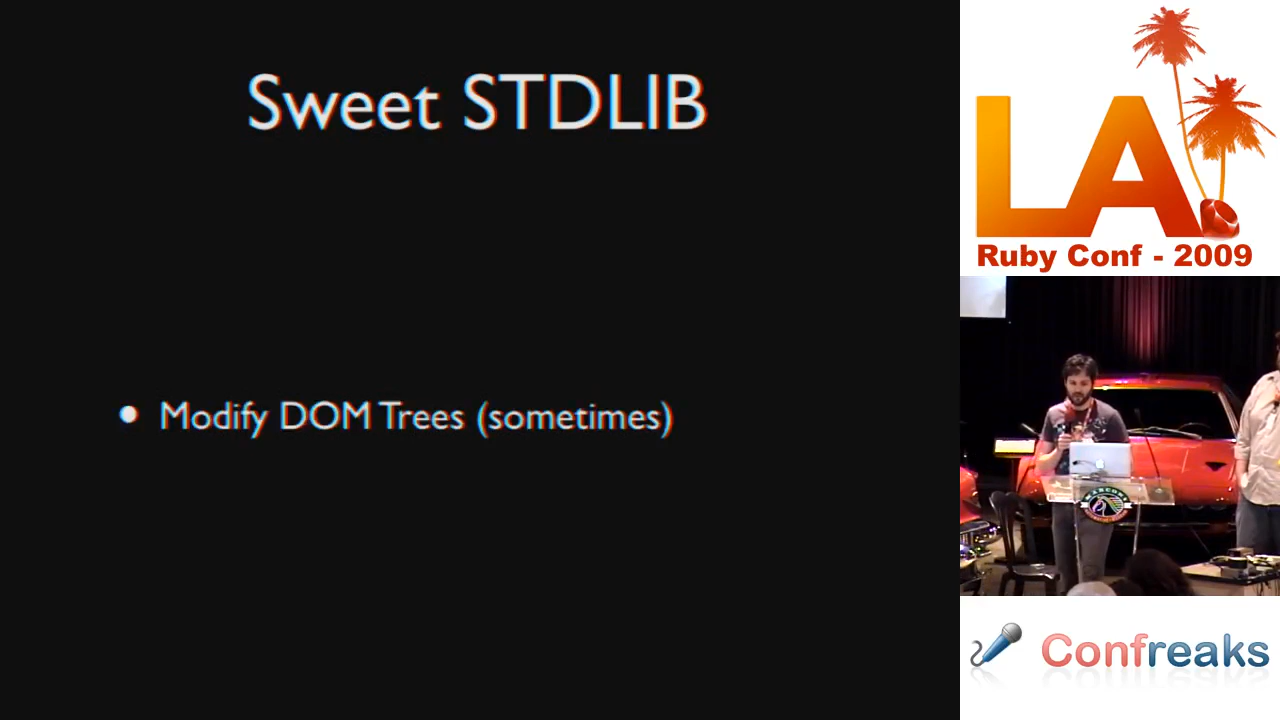 Sweet STDLIB
• Modify DOM Trees (sometimes)
LA
Ruby Conf - 2009
Confreaks